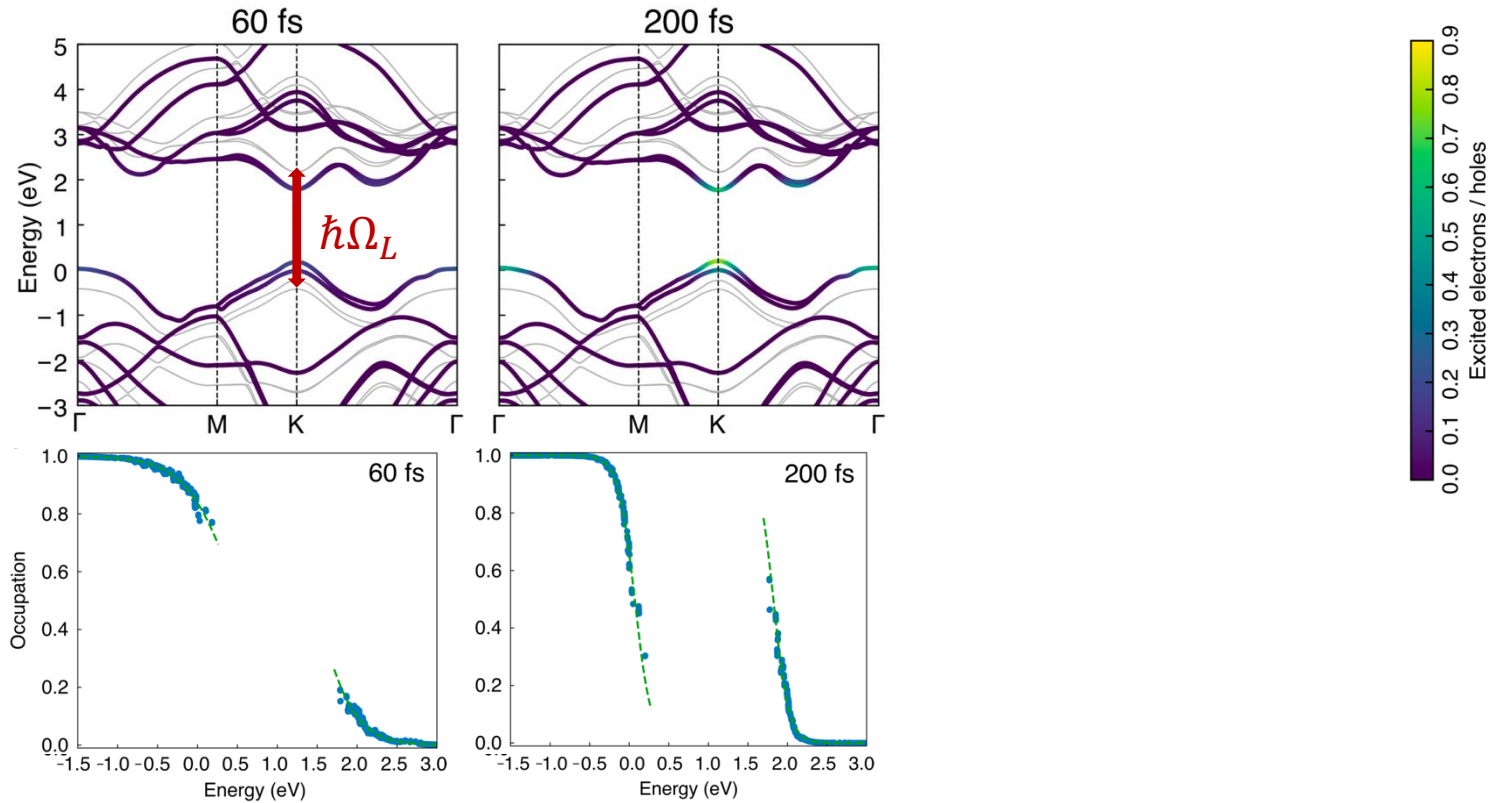 60 fs
200 fs
5
4
3
2
1
0
−1
−2
−3
Energy (eV)
ħΩ_L
Γ
M
K
Γ
Γ
M
K
Γ
0.0
0.1
0.2
0.3
0.4
0.5
0.6
0.7
0.8
0.9
Excited electrons / holes
60 fs
1.0
0.8
0.6
0.4
0.2
0.0
Occupation
-1.5 -1.0 -0.5 0.0 0.5 1.0 1.5 2.0 2.5 3.0
Energy (eV)
200 fs
1.0
0.8
0.6
0.4
0.2
0.0
-1.5 -1.0 -0.5 0.0 0.5 1.0 1.5 2.0 2.5 3.0
Energy (eV)